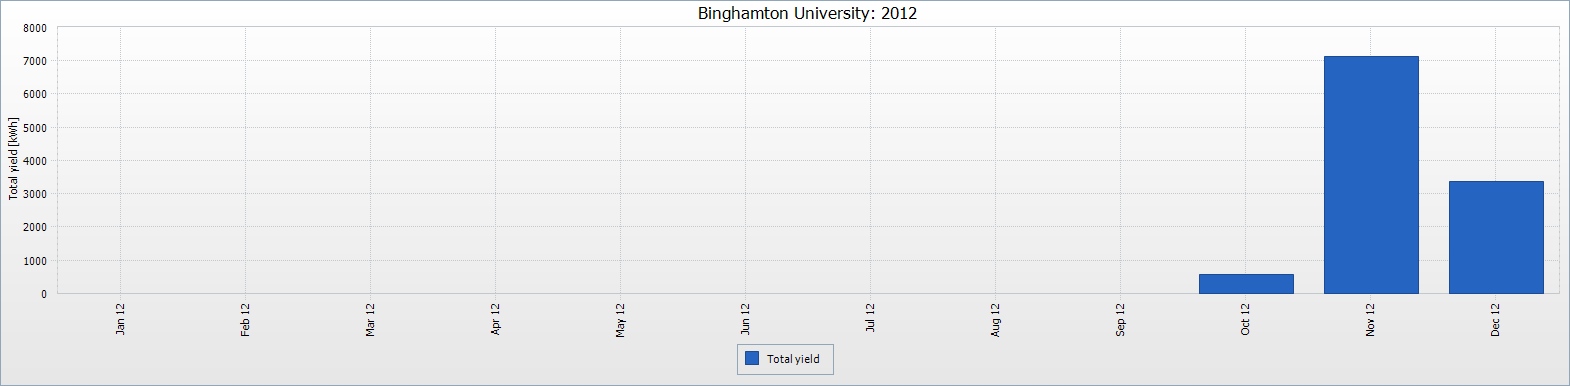 Binghamton University: 2012
Total yield [kWh]
8000
7000
6000
5000
4000
3000
2000
1000
0
Jan 12
Feb 12
Mar 12
Apr 12
May 12
Jun 12
Jul 12
Aug 12
Sep 12
Oct 12
Nov 12
Dec 12
Total yield